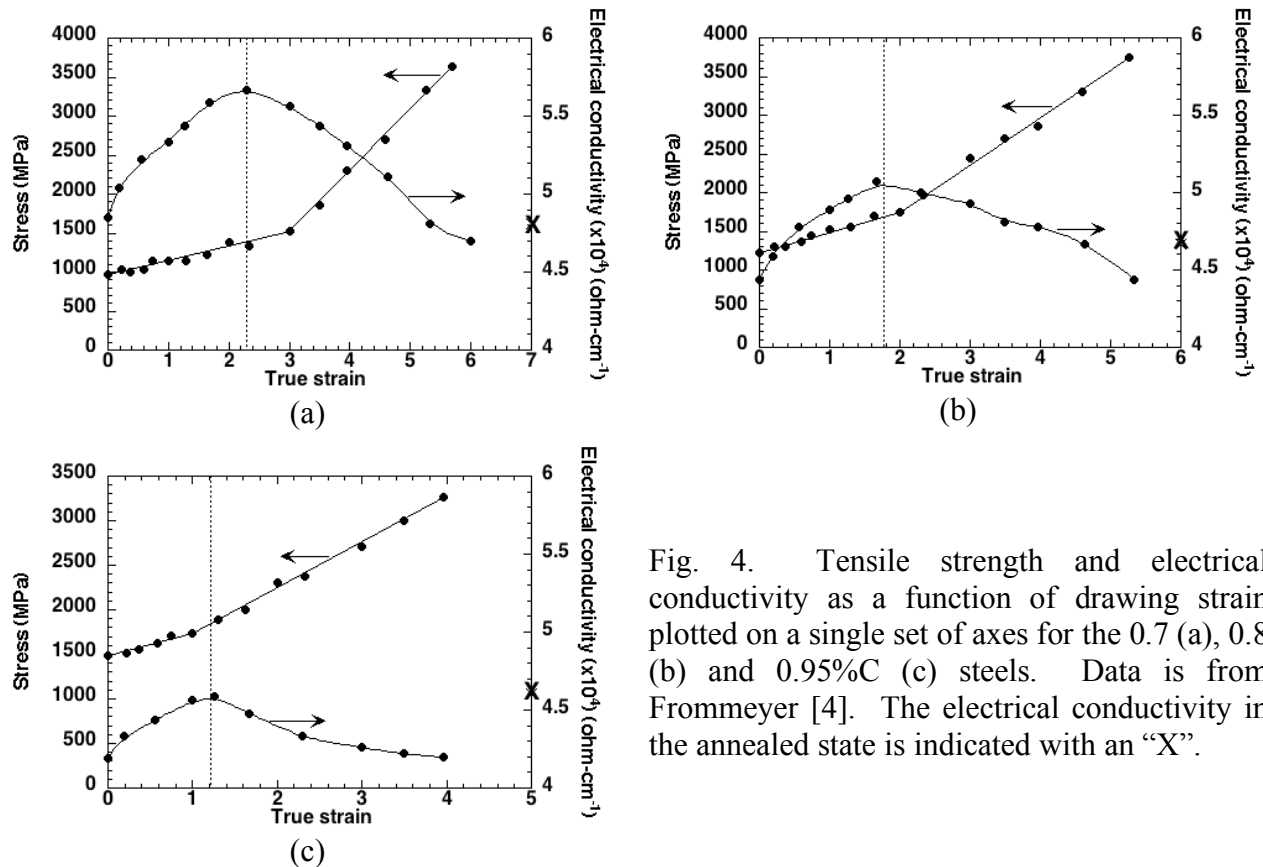 4000
3500
3000
2500
2000
1500
1000
500
0
Stress (MPa)
0 1 2 3 4 5 6 7
True strain
6
5.5
5
4.5
4
Electrical conductivity (x10⁴) (ohm-cm⁻¹)
X
(a)
4000
3500
3000
2500
2000
1500
1000
500
0
Stress (MPa)
0 1 2 3 4 5 6
True strain
6
5.5
5
4.5
4
Electrical conductivity (x10⁴) (ohm-cm⁻¹)
X
(b)
3500
3000
3500
2500
2000
1500
1000
500
0
Stress (MPa)
0 1 2 3 4 5
True strain
6
5.5
5
4.5
4
Electrical conductivity (x10⁴) (ohm-cm⁻¹)
X
(c)
Fig. 4. Tensile strength and electrical
conductivity as a function of drawing strain
plotted on a single set of axes for the 0.7 (a), 0.8
(b) and 0.95%C (c) steels. Data is from
Frommeyer [4]. The electrical conductivity in
the annealed state is indicated with an “X”.